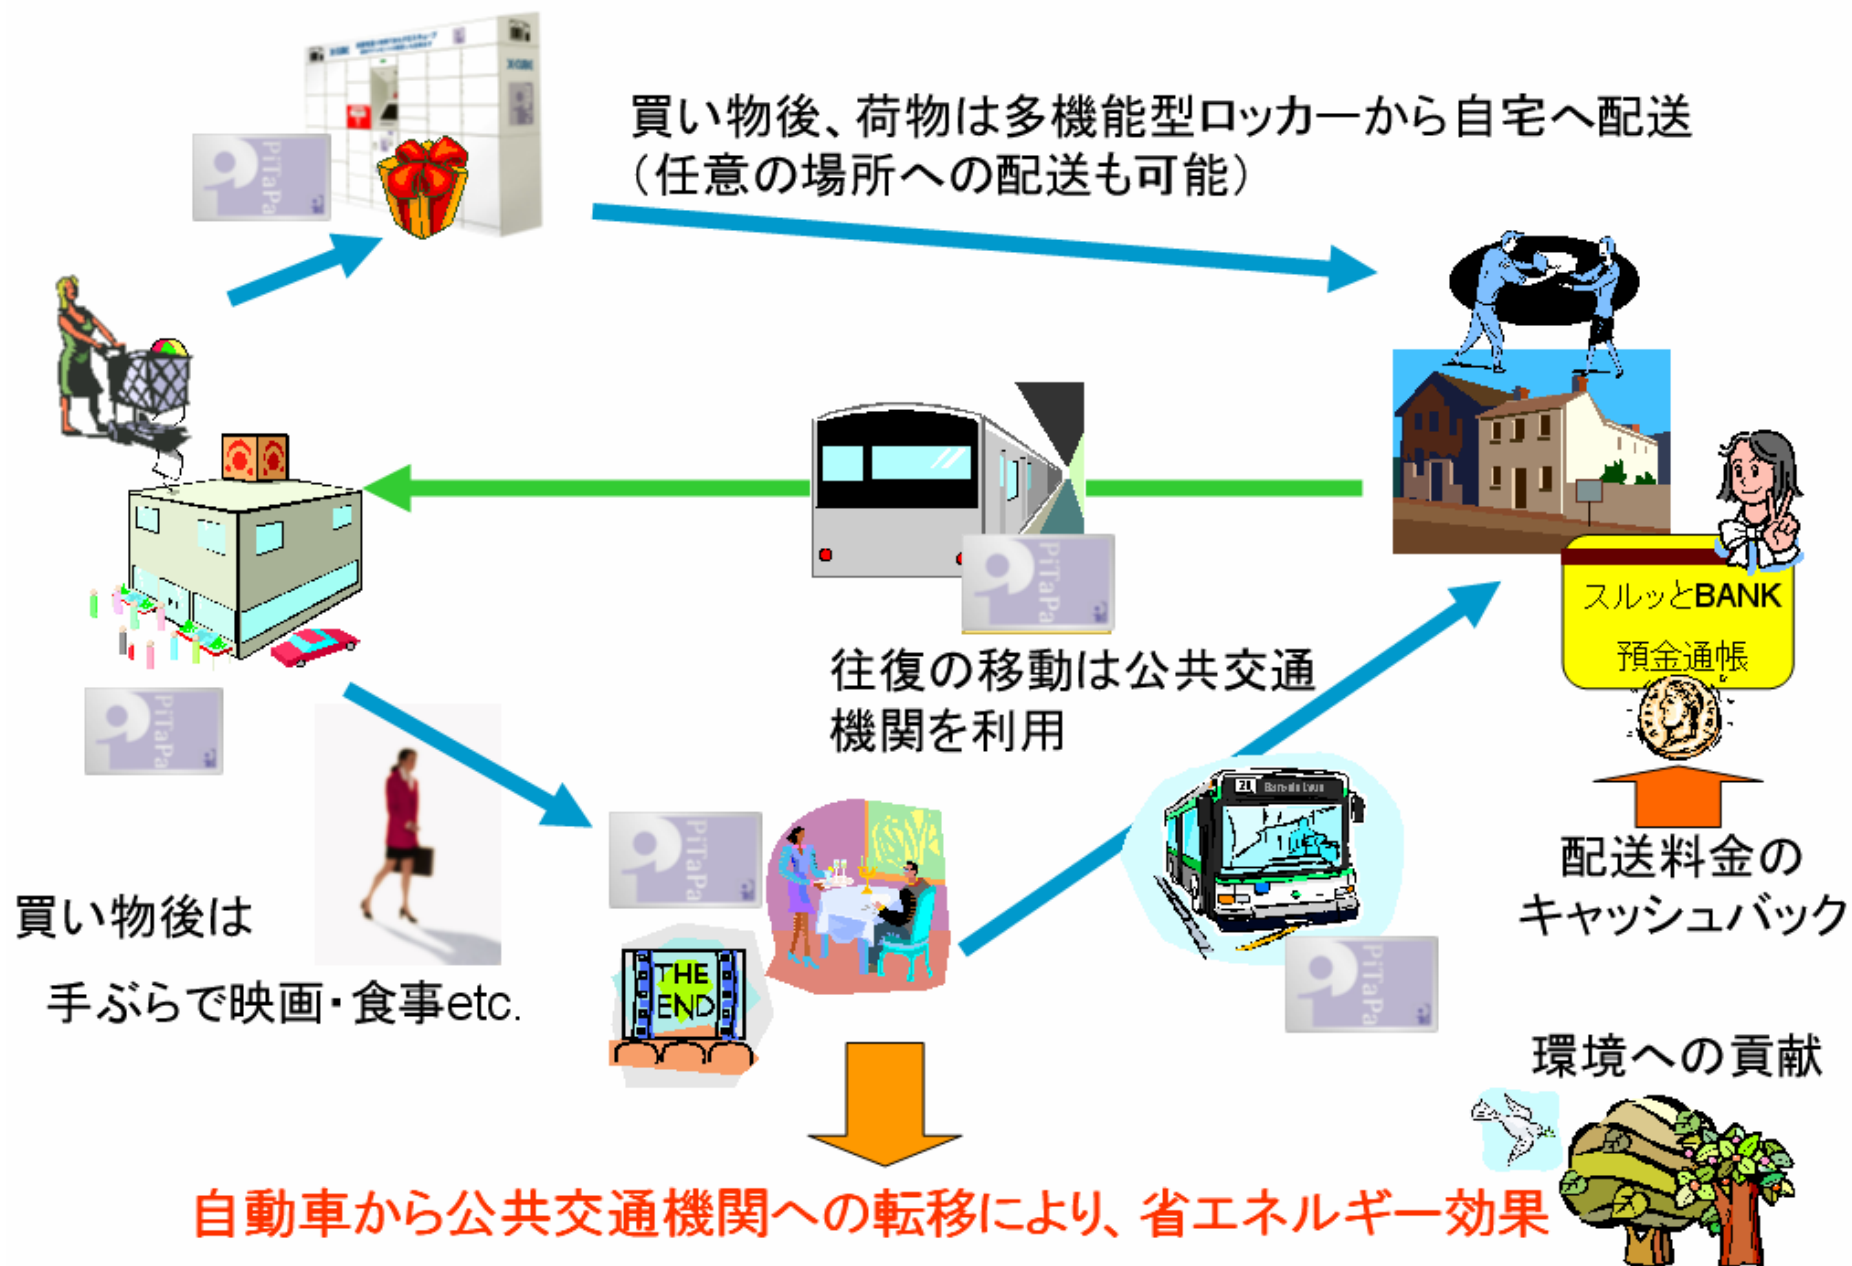 買い物後、荷物は多機能型ロッカーから自宅へ配送
（任意の場所への配送も可能）
PiTaPa
PiTaPa
往復の移動は公共交通
機関を利用
スルッとBANK
預金通帳
PiTaPa
配送料金の
キャッシュバック
買い物後は
手ぶらで映画・食事etc.
PiTaPa
THE
END
PiTaPa
環境への貢献
自動車から公共交通機関への転移により、省エネルギー効果